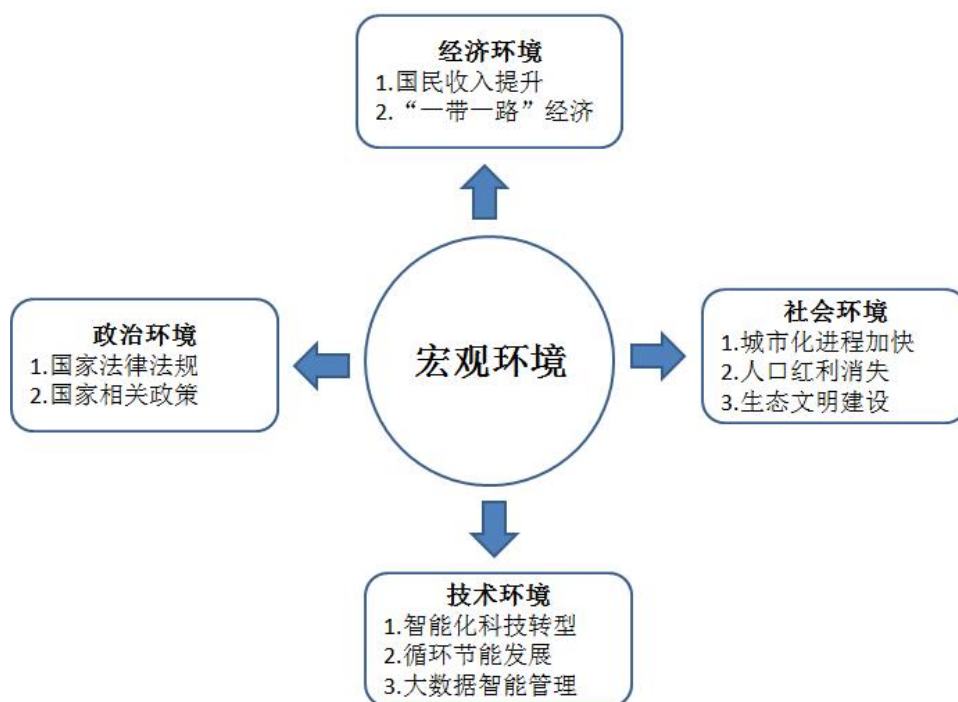 经济环境
1.国民收入提升
2.“一带一路”经济
政治环境
1.国家法律法规
2.国家相关政策
宏观环境
社会环境
1.城市化进程加快
2.人口红利消失
3.生态文明建设
技术环境
1.智能化科技转型
2.循环节能发展
3.大数据智能管理